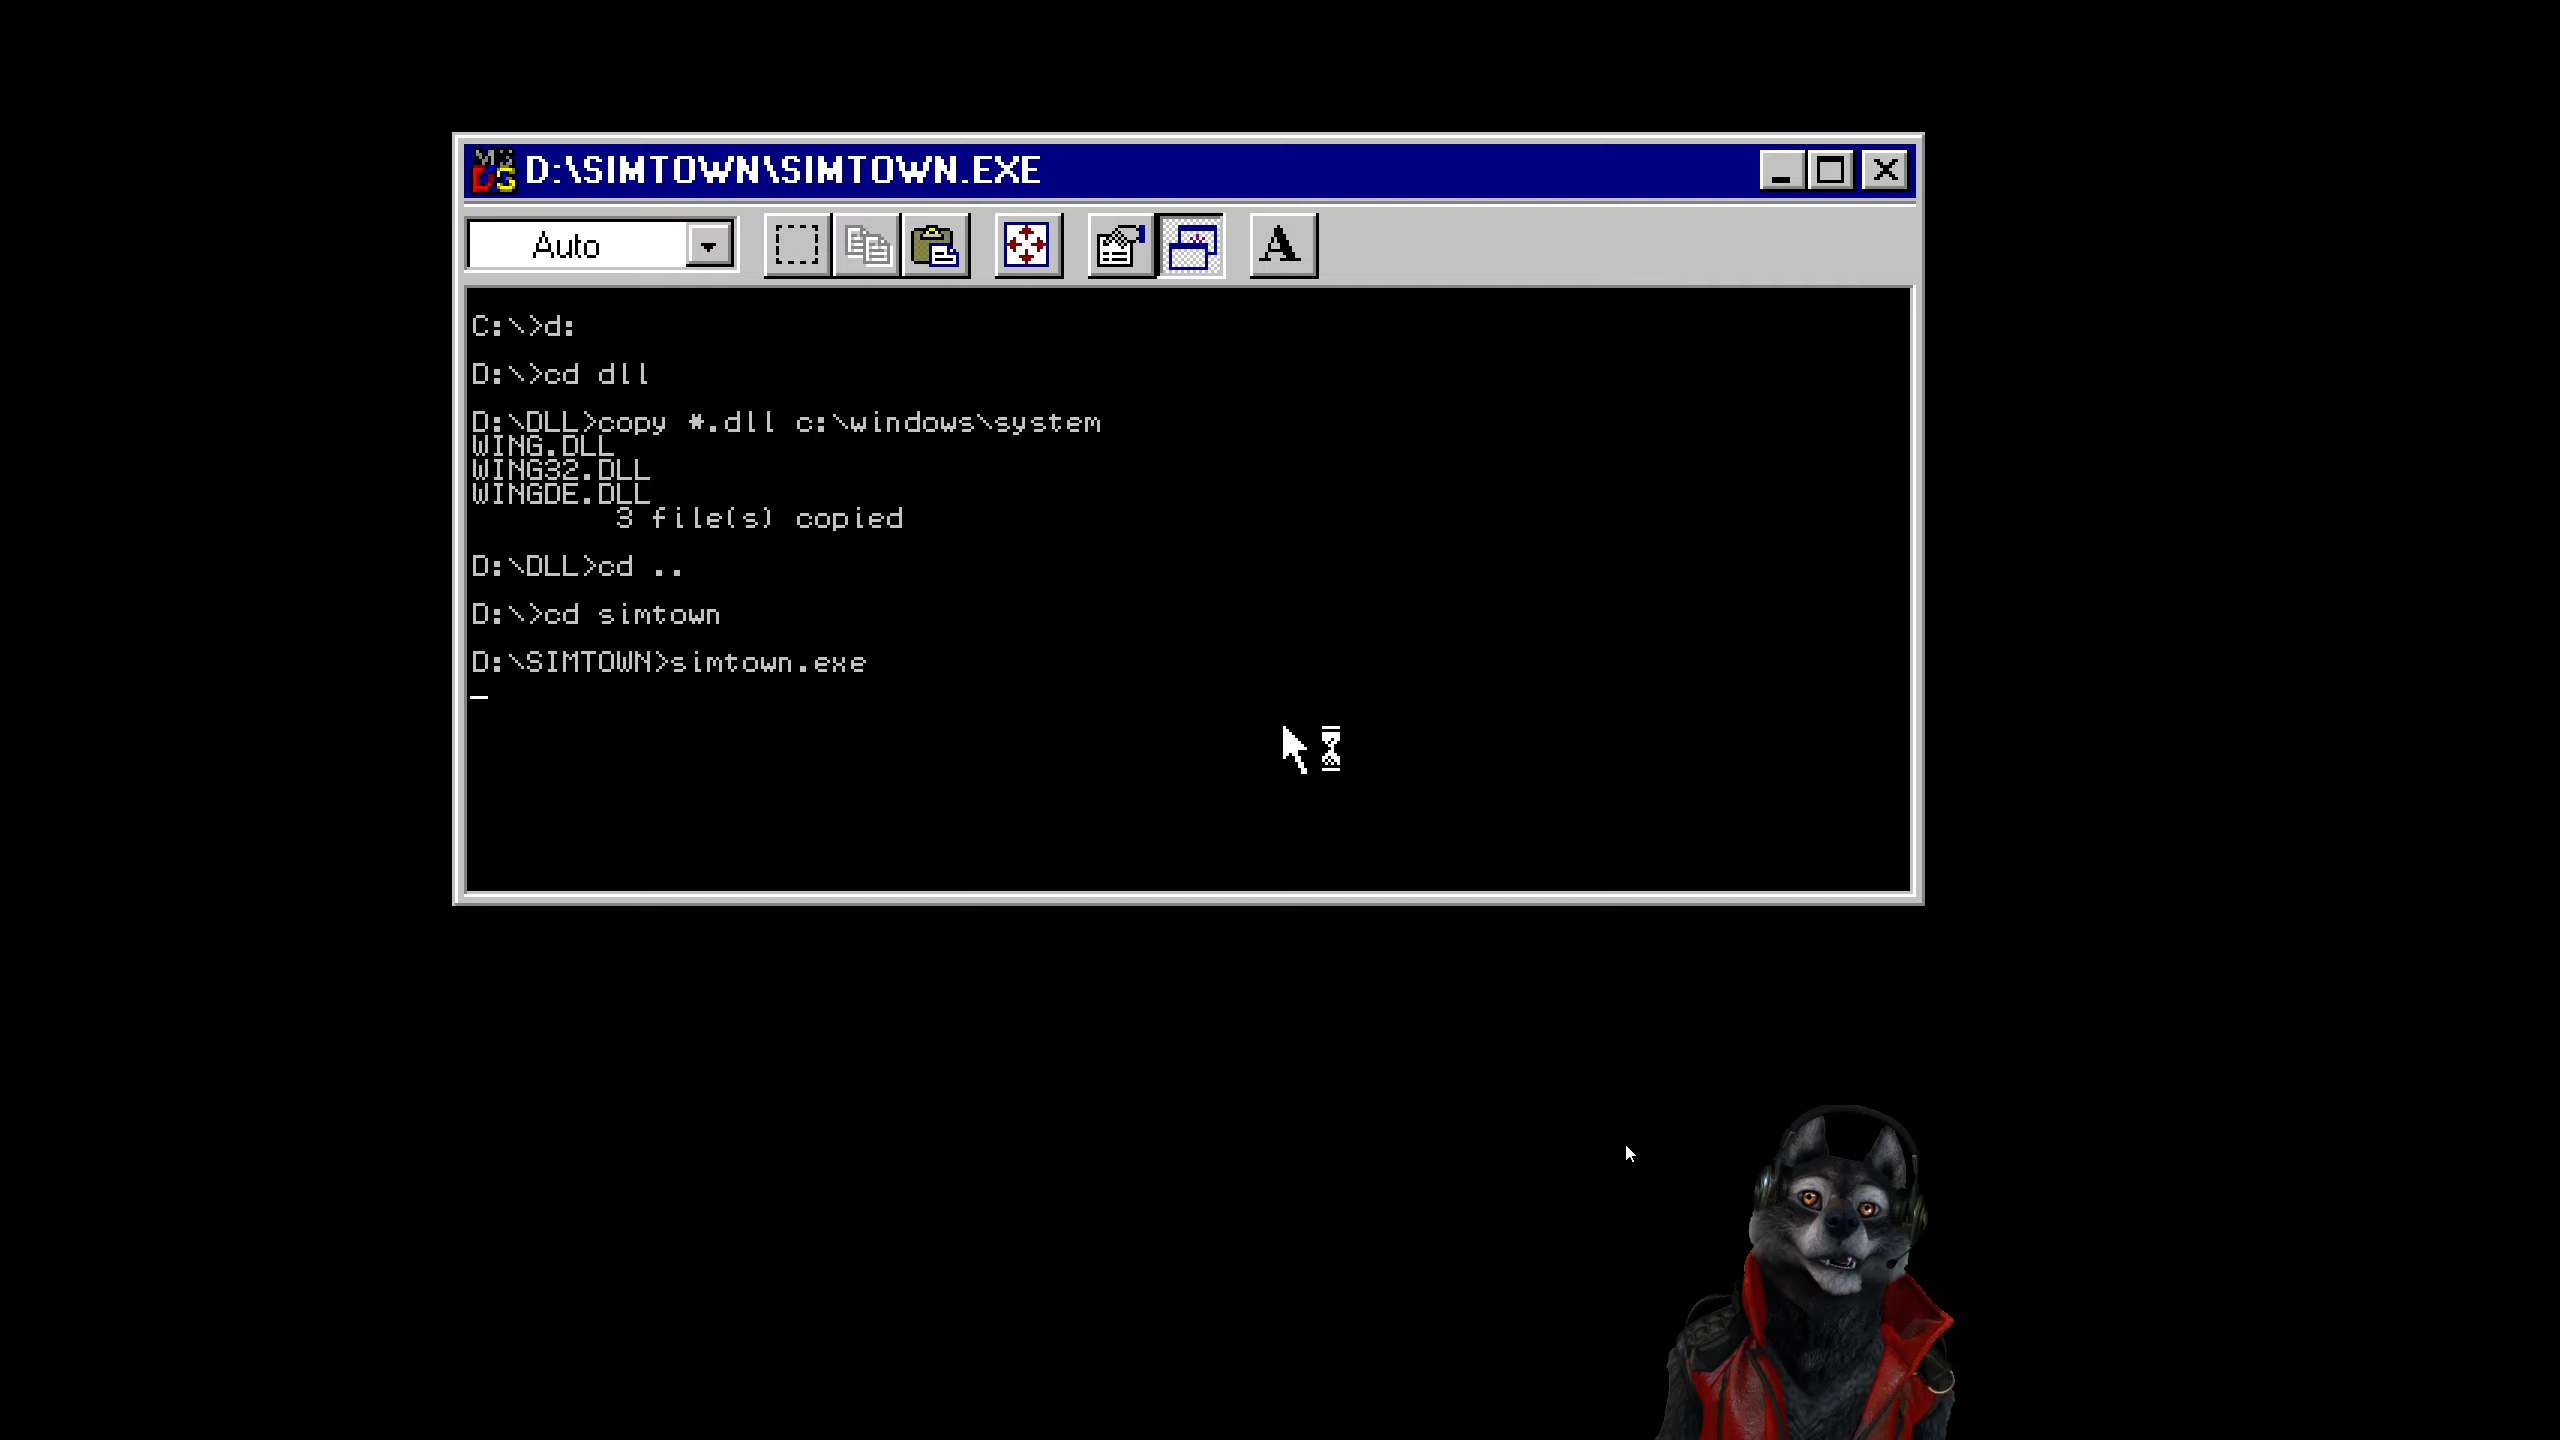 D:\SIMTOWN\SIMTOWN.EXE
Auto
A
C:\>d:
D:\>cd dll
D:\DLL>copy *.dll c:\windows\system
WING.DLL
WING32.DLL
WINGDE.DLL
3 file(s) copied
D:\DLL>cd ..
D:\>cd simtown
D:\SIMTOWN>simtown.exe